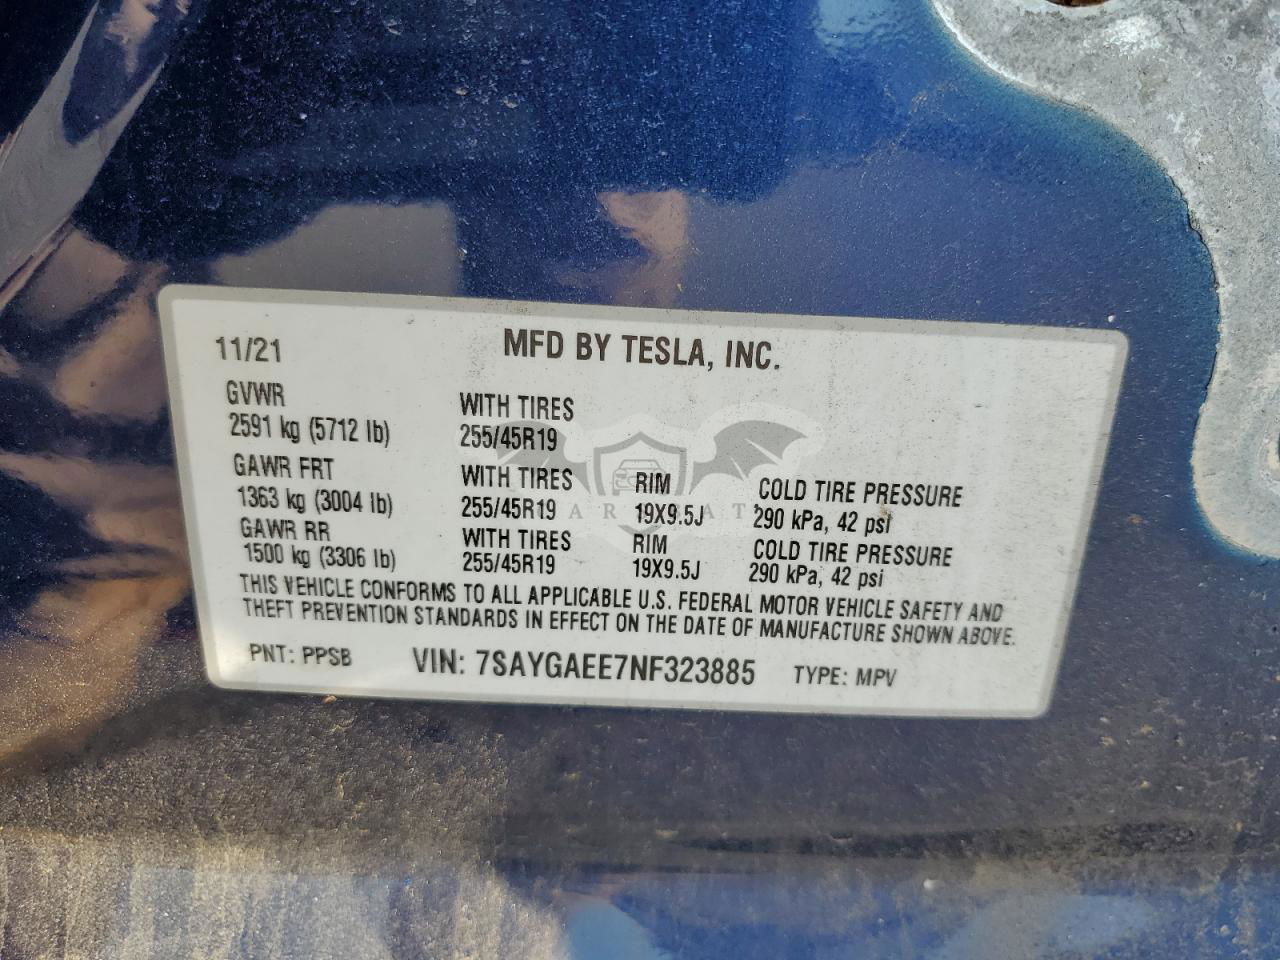 11/21 MFD BY TESLA, INC.
GVWR WITH TIRES
2591 kg (5712 lb) 255/45R19
GAWR FRT WITH TIRES RIM COLD TIRE PRESSURE
1363 kg (3004 lb) 255/45R19 19X9.5J 290 kPa, 42 psi
GAWR RR WITH TIRES RIM COLD TIRE PRESSURE
1500 kg (3306 lb) 255/45R19 19X9.5J 290 kPa, 42 psi
THIS VEHICLE CONFORMS TO ALL APPLICABLE U.S. FEDERAL MOTOR VEHICLE SAFETY AND
THEFT PREVENTION STANDARDS IN EFFECT ON THE DATE OF MANUFACTURE SHOWN ABOVE.
PNT: PPSB VIN: 7SAYGAEE7NF323885 TYPE: MPV